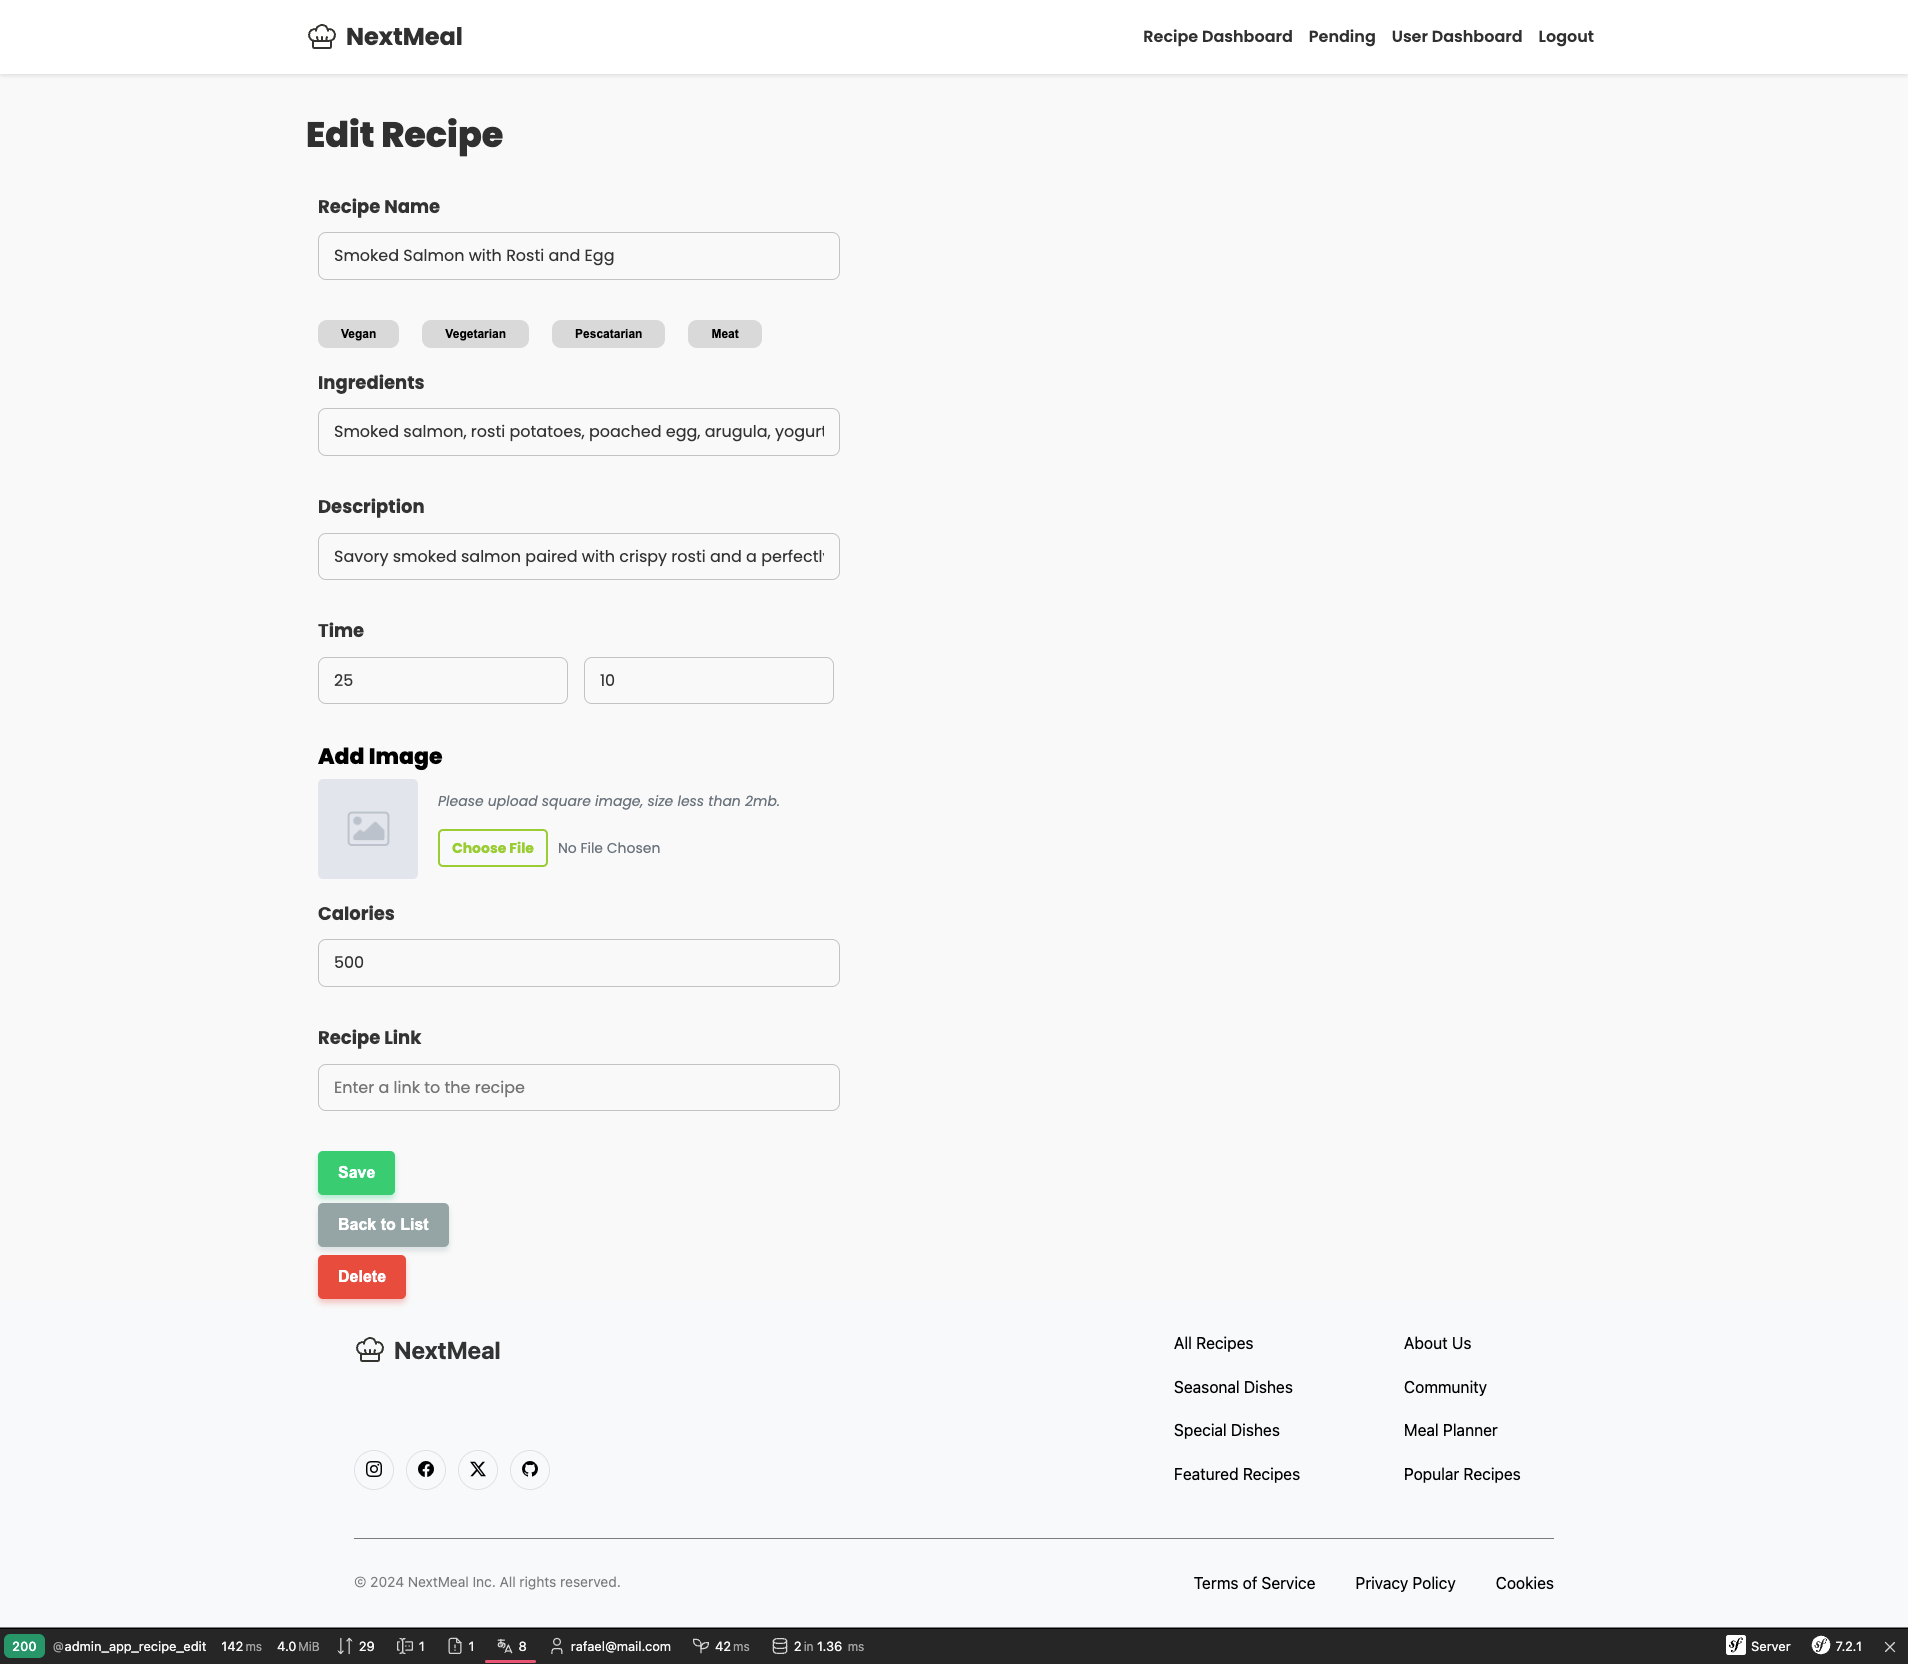 NextMeal
Recipe Dashboard Pending User Dashboard Logout
Edit Recipe
Recipe Name
Smoked Salmon with Rosti and Egg
Vegan Vegetarian Pescatarian Meat
Ingredients
Smoked salmon, rosti potatoes, poached egg, arugula, yogurt
Description
Savory smoked salmon paired with crispy rosti and a perfectly
Time
25 10
Add Image
Please upload square image, size less than 2mb.
Choose File No File Chosen
Calories
500
Recipe Link
Enter a link to the recipe
Save
Back to List
Delete
NextMeal
All Recipes About Us
Seasonal Dishes Community
Special Dishes Meal Planner
Featured Recipes Popular Recipes
© 2024 NextMeal Inc. All rights reserved. Terms of Service Privacy Policy Cookies
200 @admin_app_recipe_edit 142 ms 4.0 MiB 29 1 1 8 rafael@mail.com 42 ms 2 in 1.36 ms Server 7.2.1